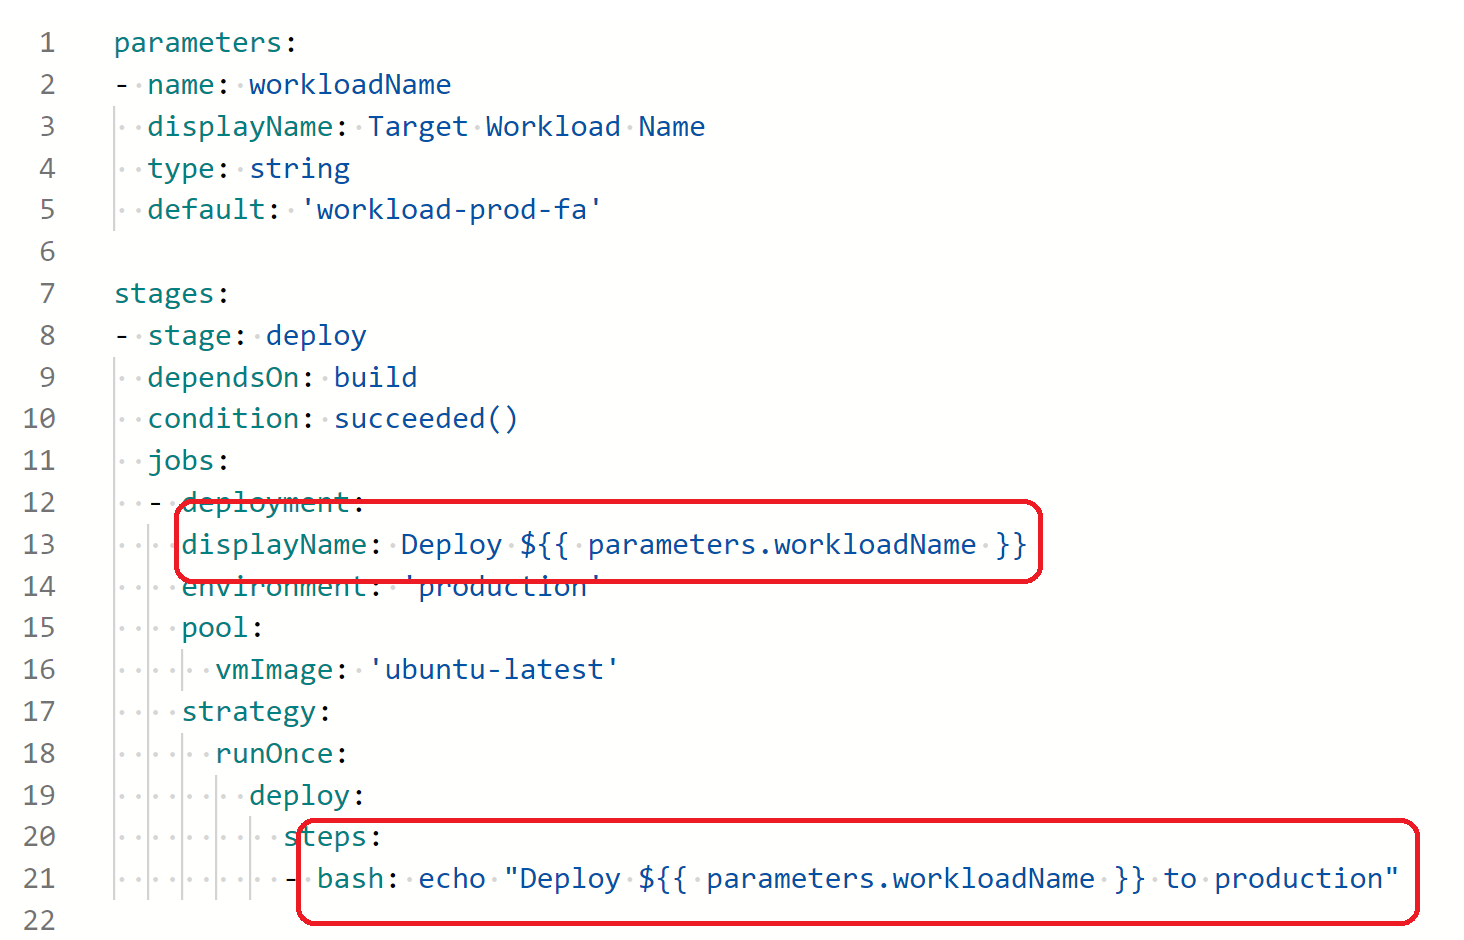 1 parameters:
2 - name: workloadName
3   displayName: Target Workload Name
4   type: string
5   default: 'workload-prod-fa'
6
7 stages:
8 - stage: deploy
9   dependsOn: build
10   condition: succeeded()
11   jobs:
12   - deployment:
13     displayName: Deploy ${{ parameters.workloadName }}
14     environment: 'production'
15     pool:
16       vmImage: 'ubuntu-latest'
17     strategy:
18       runOnce:
19         deploy:
20           steps:
21           - bash: echo "Deploy ${{ parameters.workloadName }} to production"
22